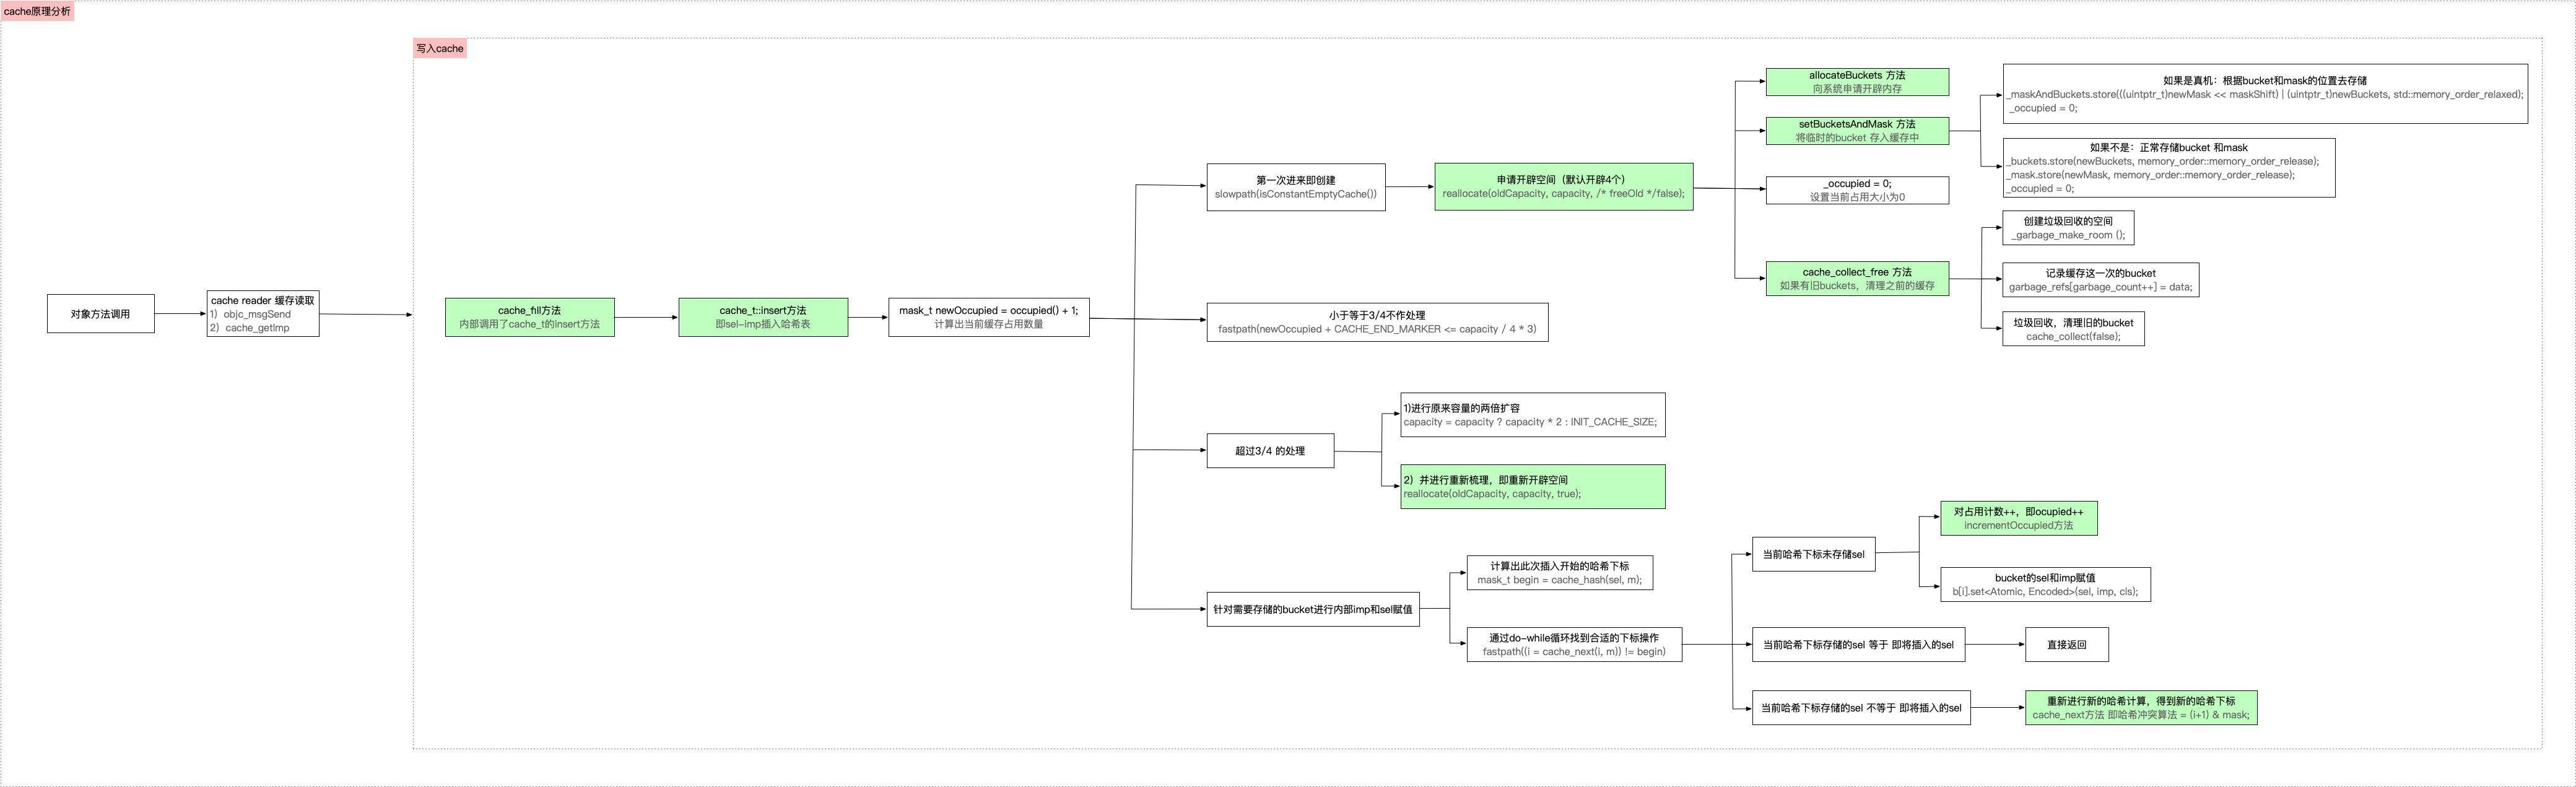 cache原理分析
写入cache
对象方法调用
cache reader 缓存读取
1）objc_msgSend
2）cache_getImp
cache_fill方法
内部调用了cache_t的insert方法
cache_t::insert方法
即sel-imp插入哈希表
mask_t newOccupied = occupied() + 1;
计算出当前缓存占用数量
第一次进来即创建
slowpath(isConstantEmptyCache())
申请开辟空间（默认开辟4个）
reallocate(oldCapacity, capacity, /* freeOld */false);
allocateBuckets 方法
向系统申请开辟内存
setBucketsAndMask 方法
将临时的bucket 存入缓存中
如果是真机：根据bucket和mask的位置去存储
_maskAndBuckets.store(((uintptr_t)newMask << maskShift) | (uintptr_t)newBuckets, std::memory_order_relaxed);
_occupied = 0;
如果不是：正常存储bucket 和mask
_buckets.store(newBuckets, memory_order::memory_order_release);
_mask.store(newMask, memory_order::memory_order_release);
_occupied = 0;
_occupied = 0;
设置当前占用大小为0
cache_collect_free 方法
如果有旧buckets，清理之前的缓存
创建垃圾回收的空间
_garbage_make_room ();
记录缓存这一次的bucket
garbage_refs[garbage_count++] = data;
垃圾回收，清理旧的bucket
cache_collect(false);
小于等于3/4不作处理
fastpath(newOccupied + CACHE_END_MARKER <= capacity / 4 * 3)
超过3/4 的处理
1)进行原来容量的两倍扩容
capacity = capacity ? capacity * 2 : INIT_CACHE_SIZE;
2）并进行重新梳理，即重新开辟空间
reallocate(oldCapacity, capacity, true);
针对需要存储的bucket进行内部imp和sel赋值
计算出此次插入开始的哈希下标
mask_t begin = cache_hash(sel, m);
通过do-while循环找到合适的下标操作
fastpath((i = cache_next(i, m)) != begin)
当前哈希下标未存储sel
对占用计数++，即ocupied++
incrementOccupied方法
bucket的sel和imp赋值
b[i].set<Atomic, Encoded>(sel, imp, cls);
当前哈希下标存储的sel 等于 即将插入的sel
直接返回
当前哈希下标存储的sel 不等于 即将插入的sel
重新进行新的哈希计算，得到新的哈希下标
cache_next方法 即哈希冲突算法 = (i+1) & mask;